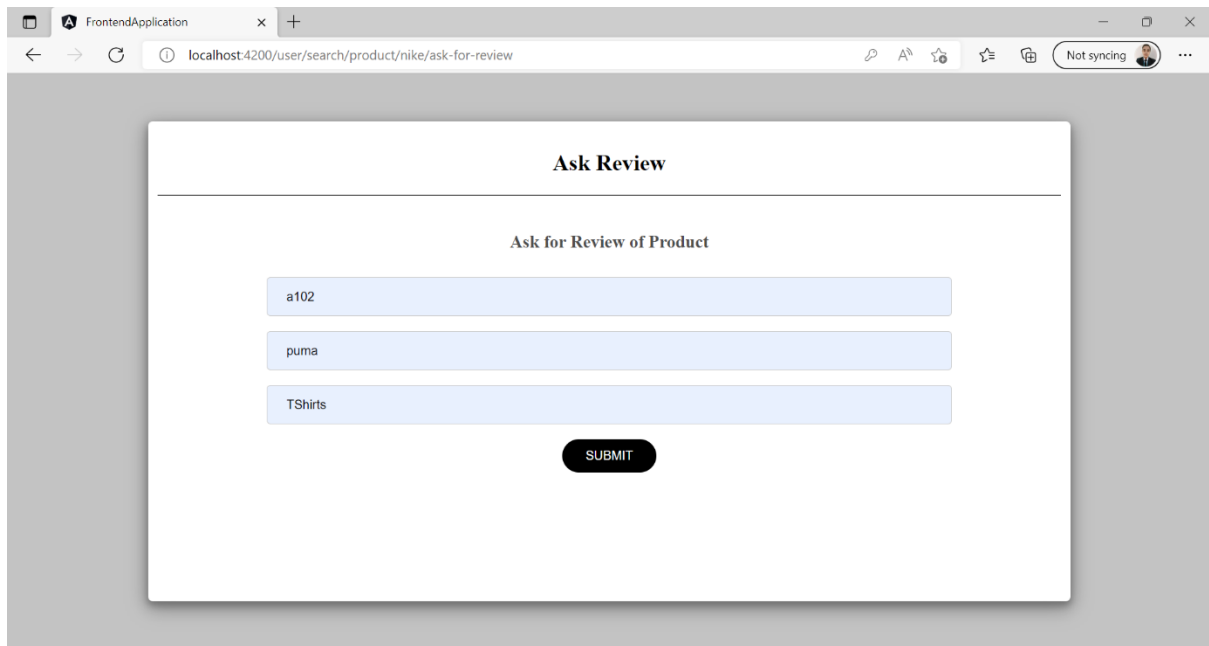 FrontendApplication
localhost:4200/user/search/product/nike/ask-for-review
Not syncing
Ask Review
Ask for Review of Product
a102
puma
TShirts
SUBMIT